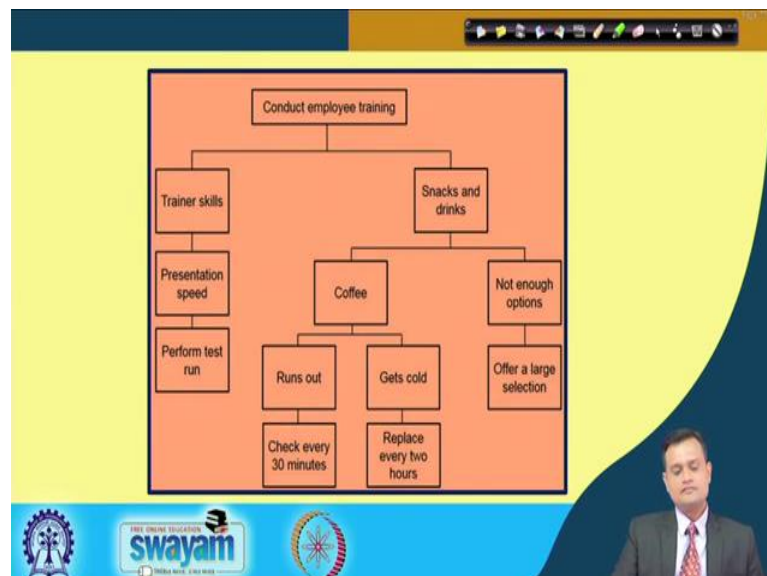 Conduct employee training
Trainer skills
Snacks and
drinks
Presentation
speed
Coffee
Not enough
options
Perform test
run
Runs out
Gets cold
Offer a large
selection
Check every
30 minutes
Replace
every two
hours
FREE ONLINE EDUCATION
swayam